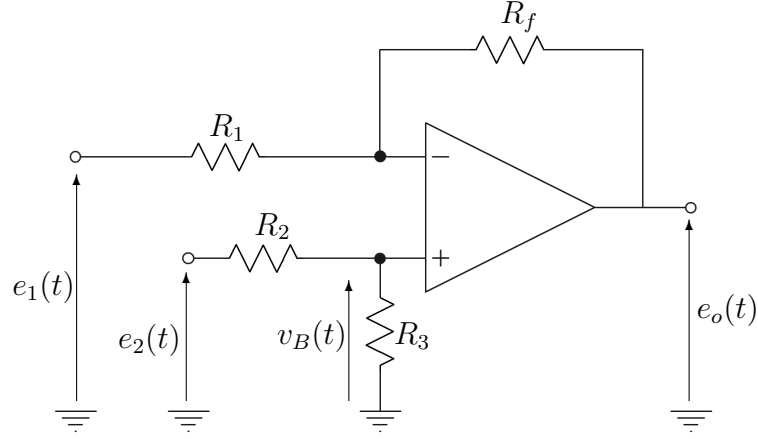 R_f
R_1
−
R_2
+
e_1(t)
e_2(t)
v_B(t)
R_3
e_o(t)